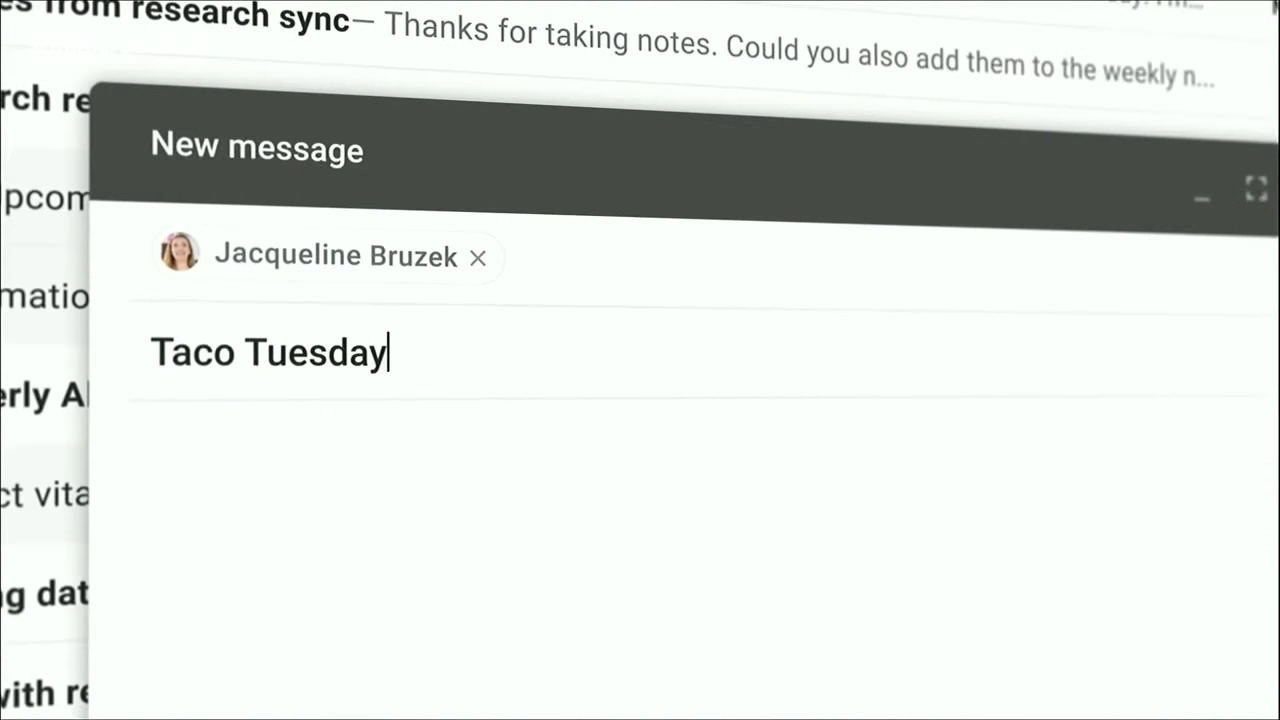 from research sync— Thanks for taking notes. Could you also add them to the weekly n...
rch re
New message
pcom
Jacqueline Bruzek
matio
Taco Tuesday
erly A
ct vita
g dat
with re